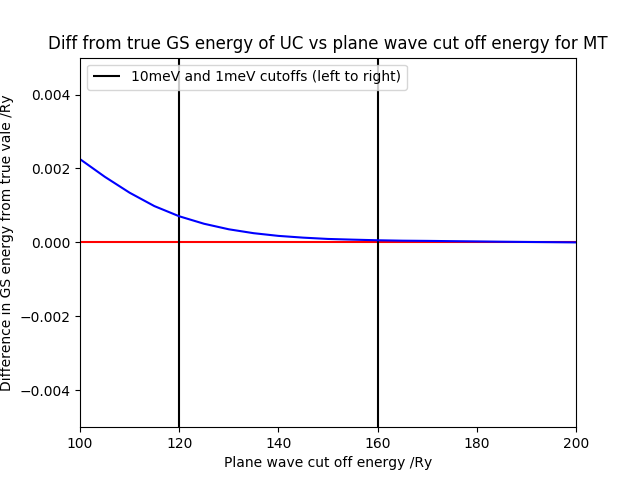 Diff from true GS energy of UC vs plane wave cut off energy for MT
10meV and 1meV cutoffs (left to right)
Difference in GS energy from true vale /Ry
0.004
0.002
0.000
−0.002
−0.004
100 120 140 160 180 200
Plane wave cut off energy /Ry